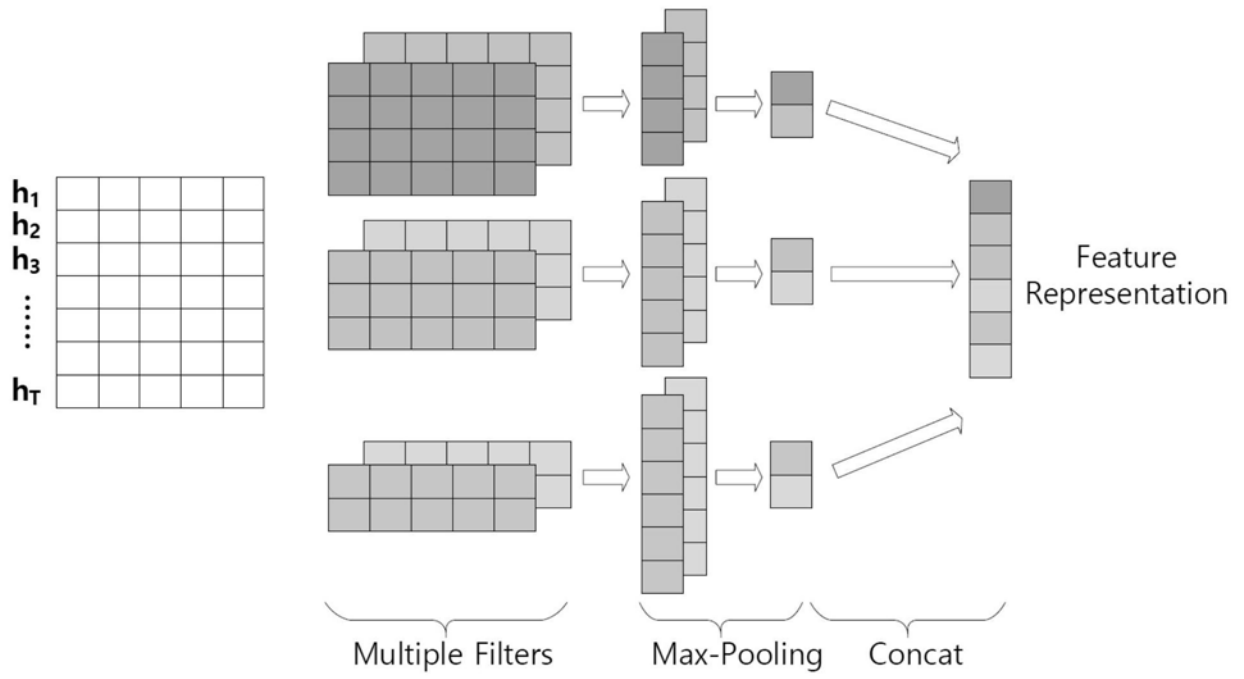 h1
h2
h3
......
hT
Feature
Representation
Multiple Filters
Max-Pooling
Concat